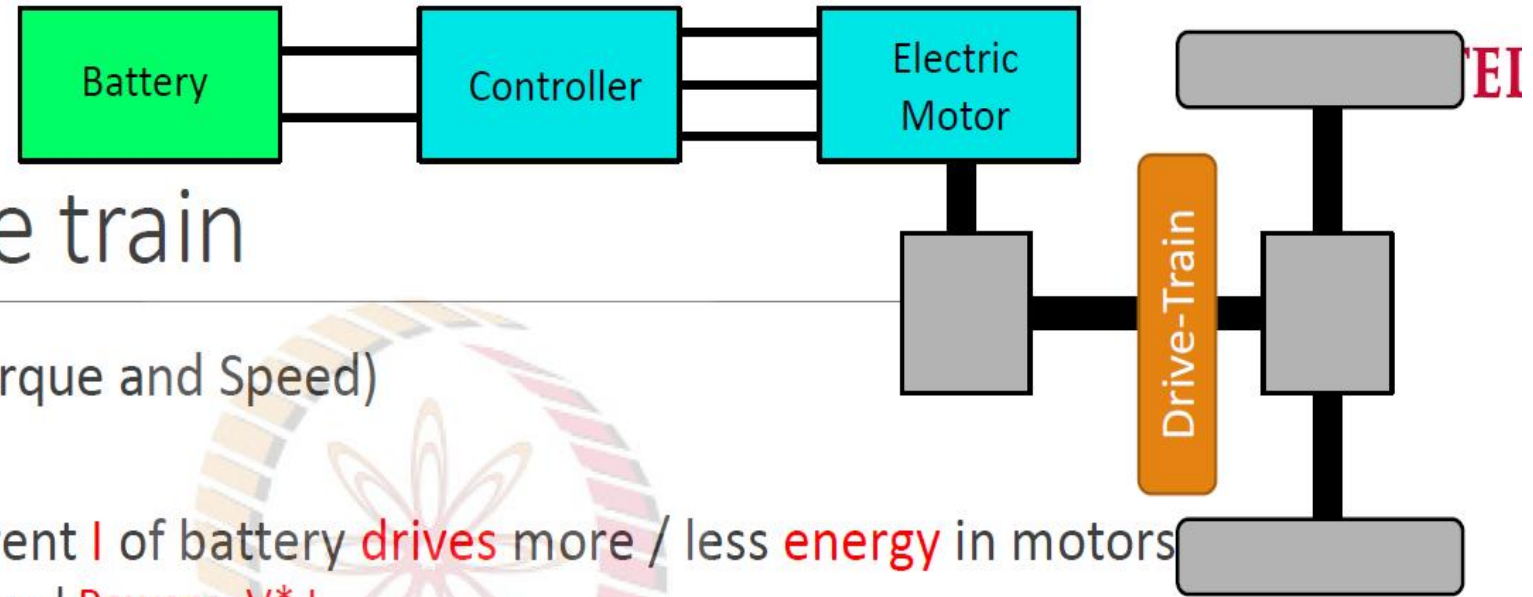 Battery
Controller
Electric
Motor
TEL
e train
Drive-Train
rque and Speed)
ent I of battery drives more / less energy in motors